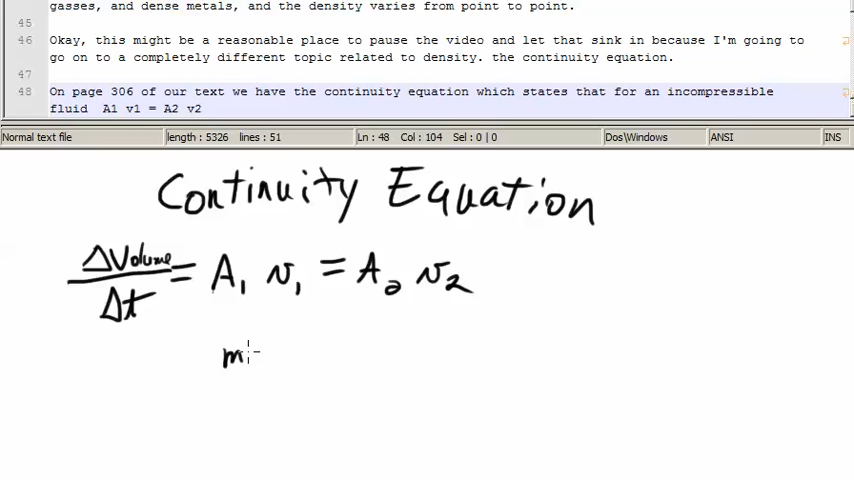 gasses, and dense metals, and the density varies from point to point.
45
46 Okay, this might be a reasonable place to pause the video and let that sink in because I'm going to
go on to a completely different topic related to density. the continuity equation.
47
48 On page 306 of our text we have the continuity equation which states that for an incompressible
fluid A1 v1 = A2 v2
Normal text file length : 5326 lines : 51 Ln : 48 Col : 104 Sel : 0 | 0 Dos\Windows ANSI INS
Continuity Equation
ΔVolume
= A₁ v₁ = A₂ v₂
Δt
m